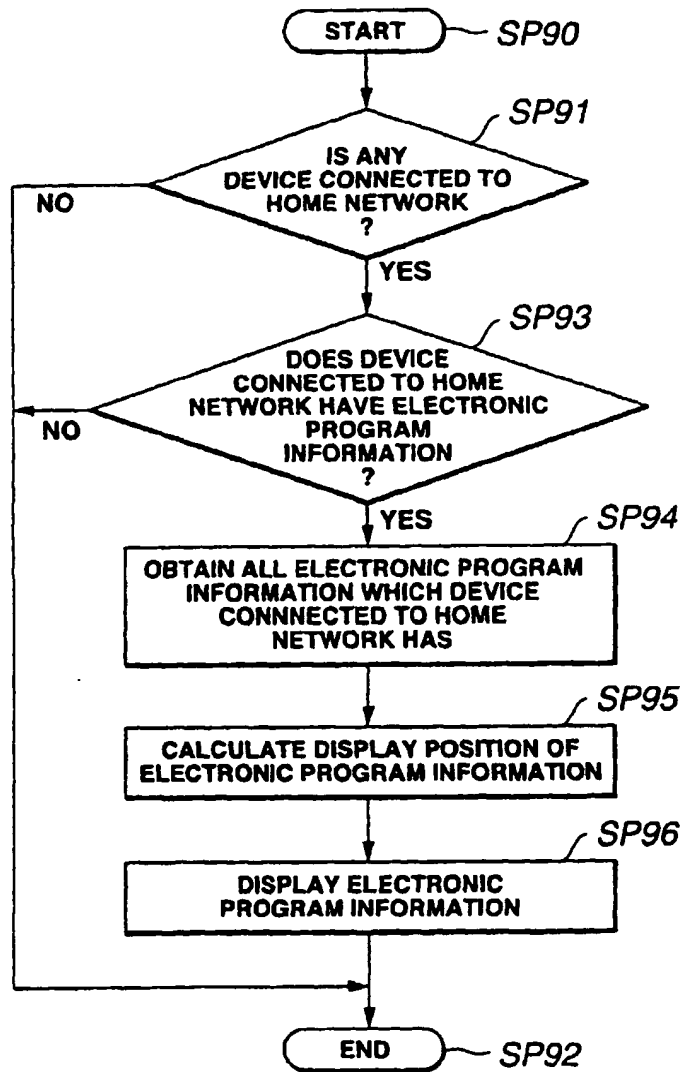 START
SP90
SP91
IS ANY
DEVICE CONNECTED TO
HOME NETWORK
?
NO
YES
SP93
DOES DEVICE
CONNECTED TO HOME
NETWORK HAVE ELECTRONIC
PROGRAM
INFORMATION
?
NO
YES
SP94
OBTAIN ALL ELECTRONIC PROGRAM
INFORMATION WHICH DEVICE
CONNNECTED TO HOME
NETWORK HAS
SP95
CALCULATE DISPLAY POSITION OF
ELECTRONIC PROGRAM INFORMATION
SP96
DISPLAY ELECTRONIC
PROGRAM INFORMATION
END
SP92